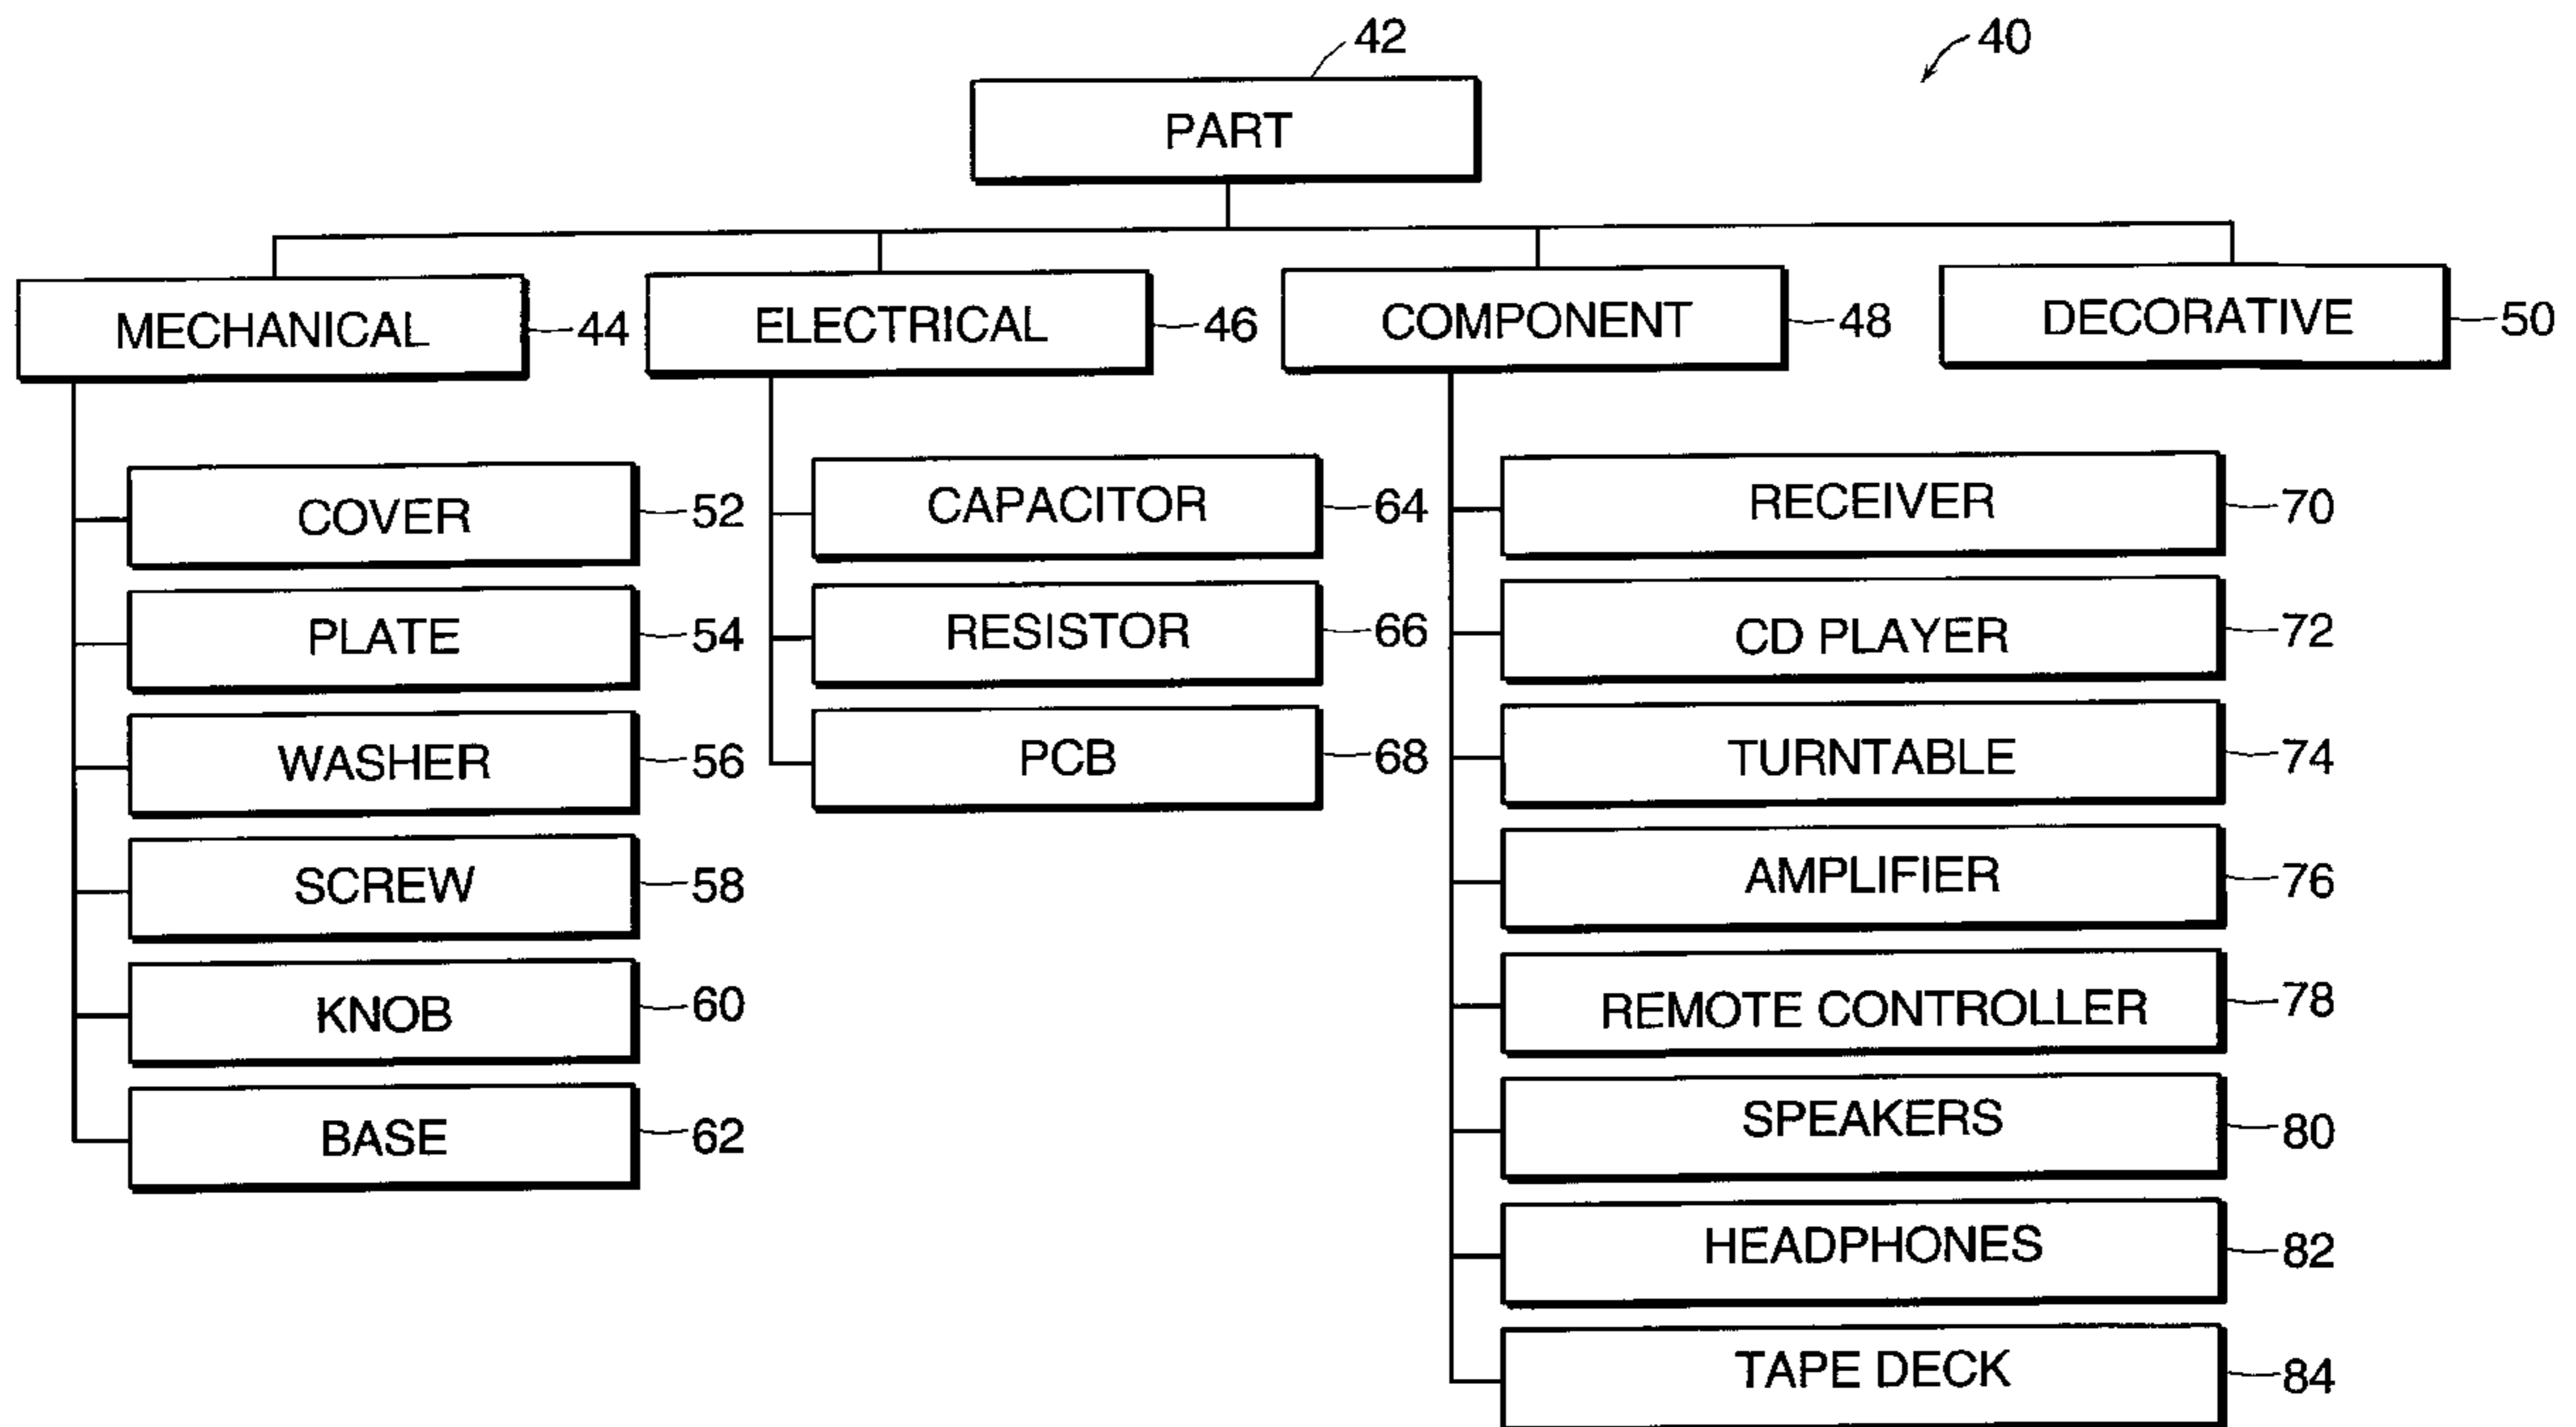 42
40
PART
MECHANICAL 44
ELECTRICAL 46
COMPONENT 48
DECORATIVE 50
COVER 52
PLATE 54
WASHER 56
SCREW 58
KNOB 60
BASE 62
CAPACITOR 64
RESISTOR 66
PCB 68
RECEIVER 70
CD PLAYER 72
TURNTABLE 74
AMPLIFIER 76
REMOTE CONTROLLER 78
SPEAKERS 80
HEADPHONES 82
TAPE DECK 84